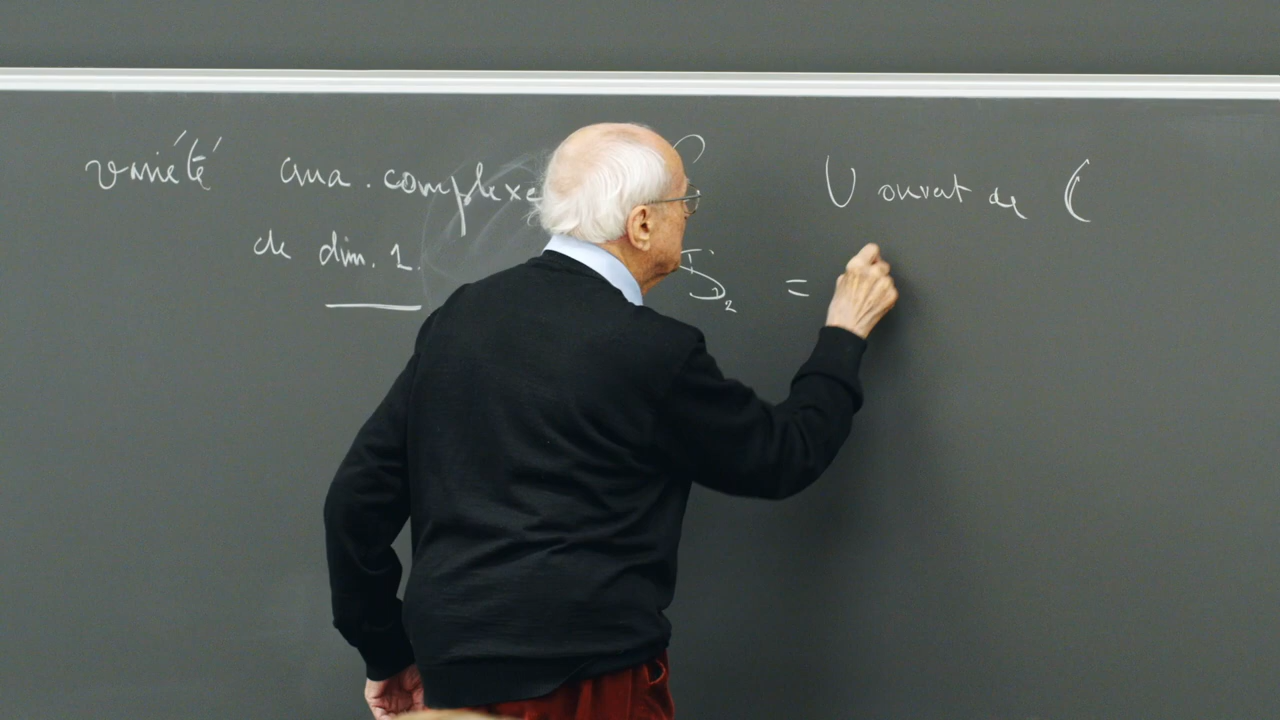 variété ana. complexe
de dim. 1.
U ouvert de C
=